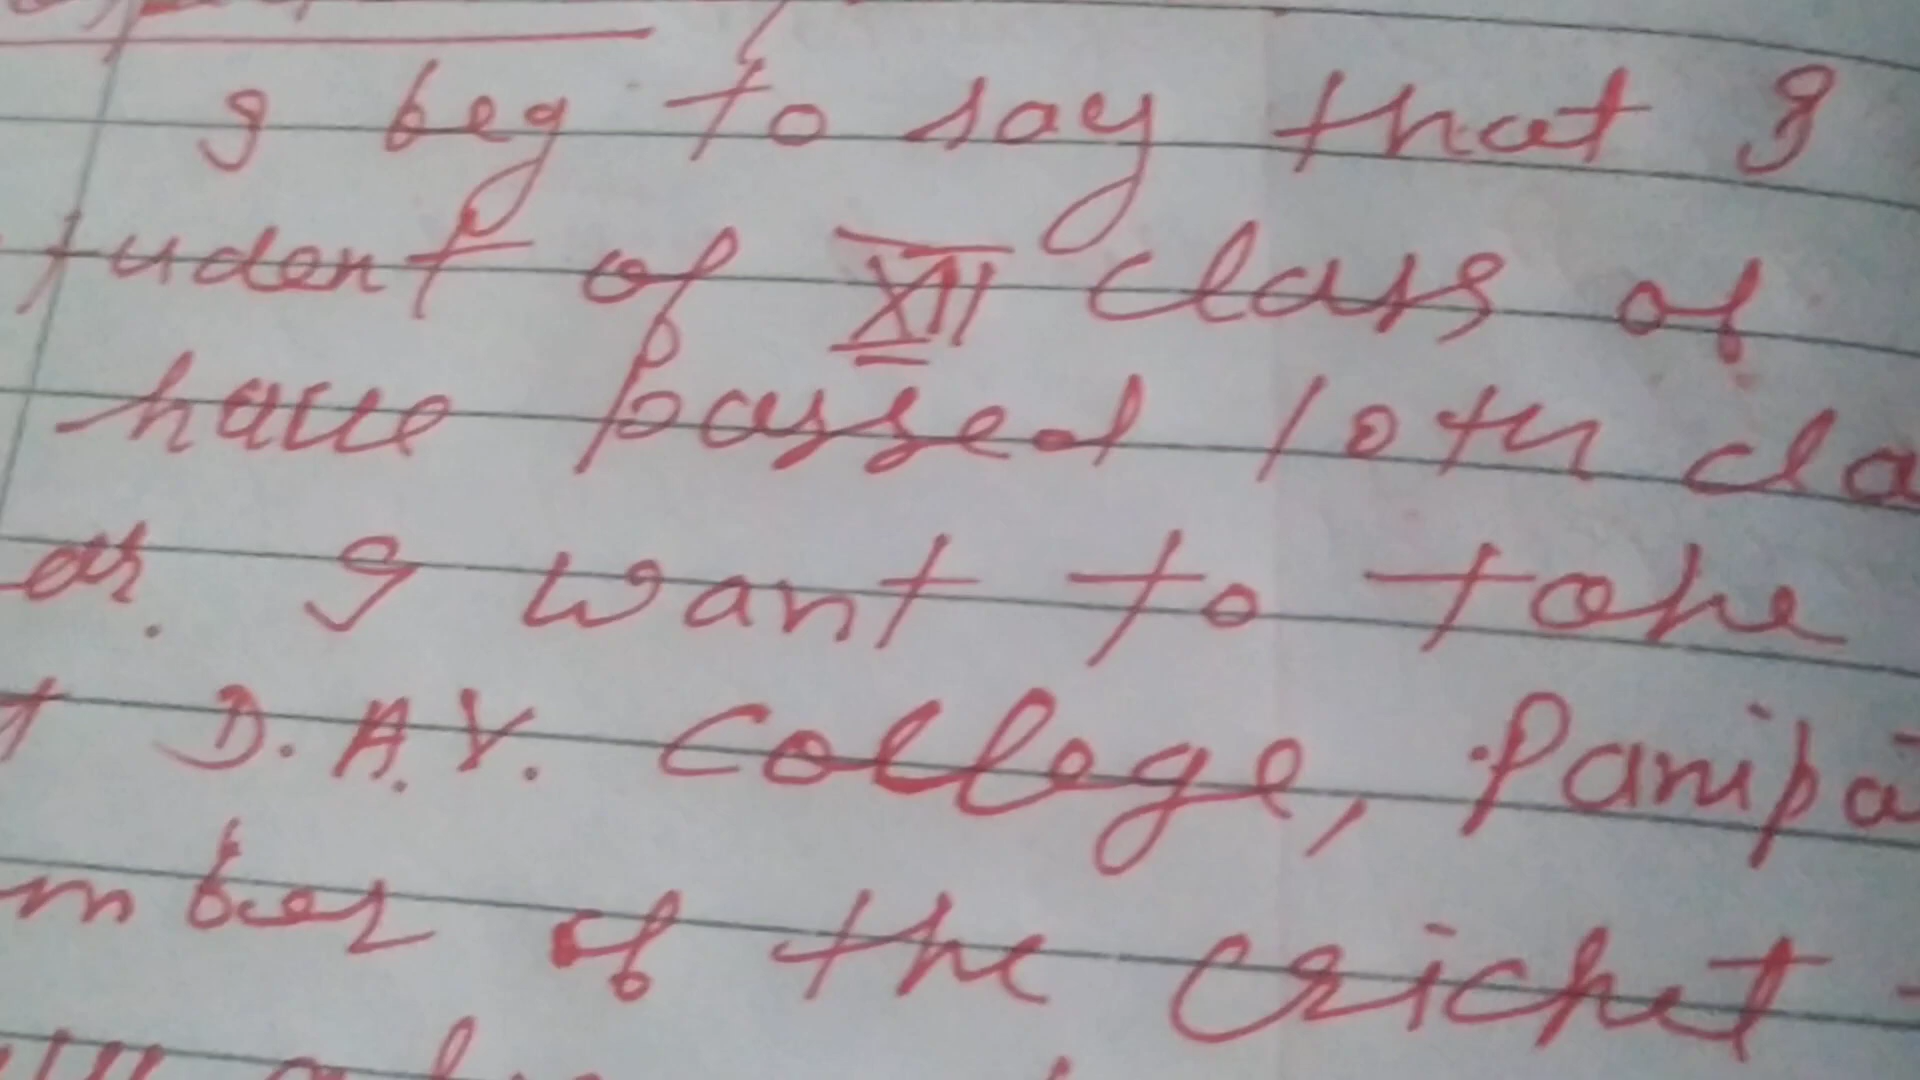 I beg to say that I
tudent of XII class of
have passed 10th cla
ar. I want to take
t D.A.V. College, Panipa
mber of the cricket